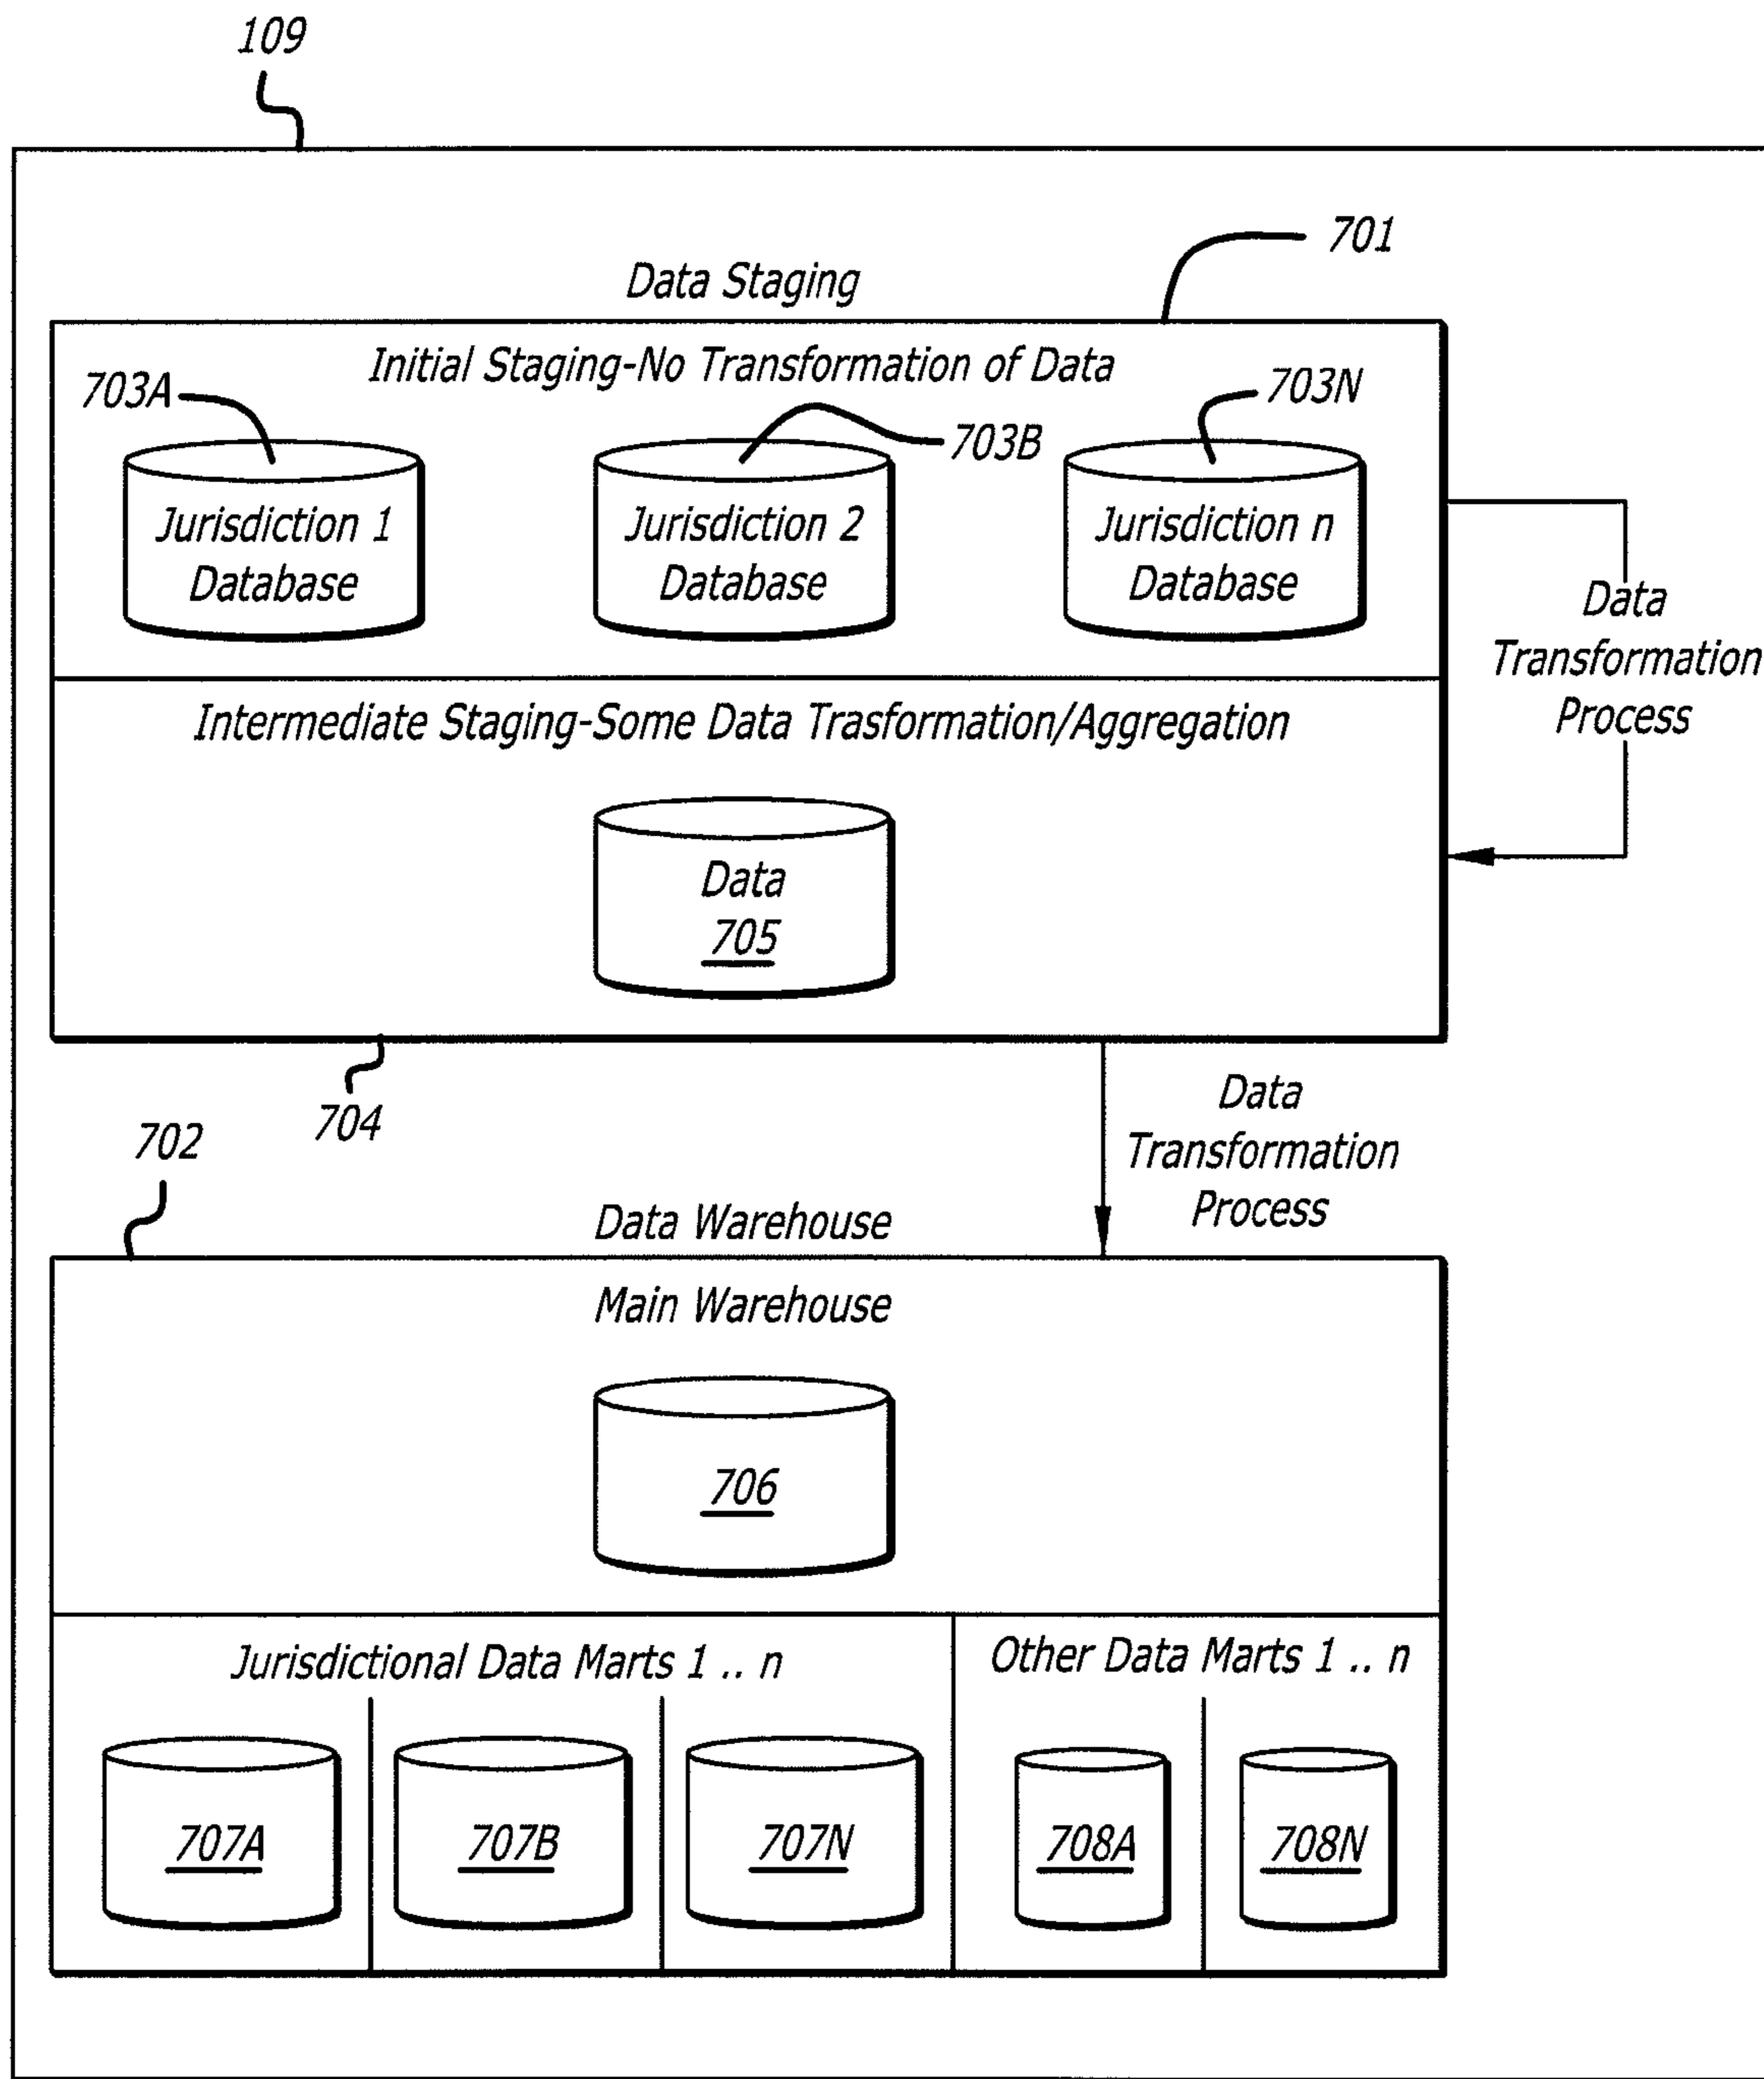 109
701
Data Staging
Initial Staging-No Transformation of Data
703A
703B
703N
Jurisdiction 1
Database
Jurisdiction 2
Database
Jurisdiction n
Database
Data
Transformation
Process
Intermediate Staging-Some Data Trasformation/Aggregation
Data
705
704
Data
Transformation
Process
702
Data Warehouse
Main Warehouse
706
Jurisdictional Data Marts 1 .. n
Other Data Marts 1 .. n
707A
707B
707N
708A
708N